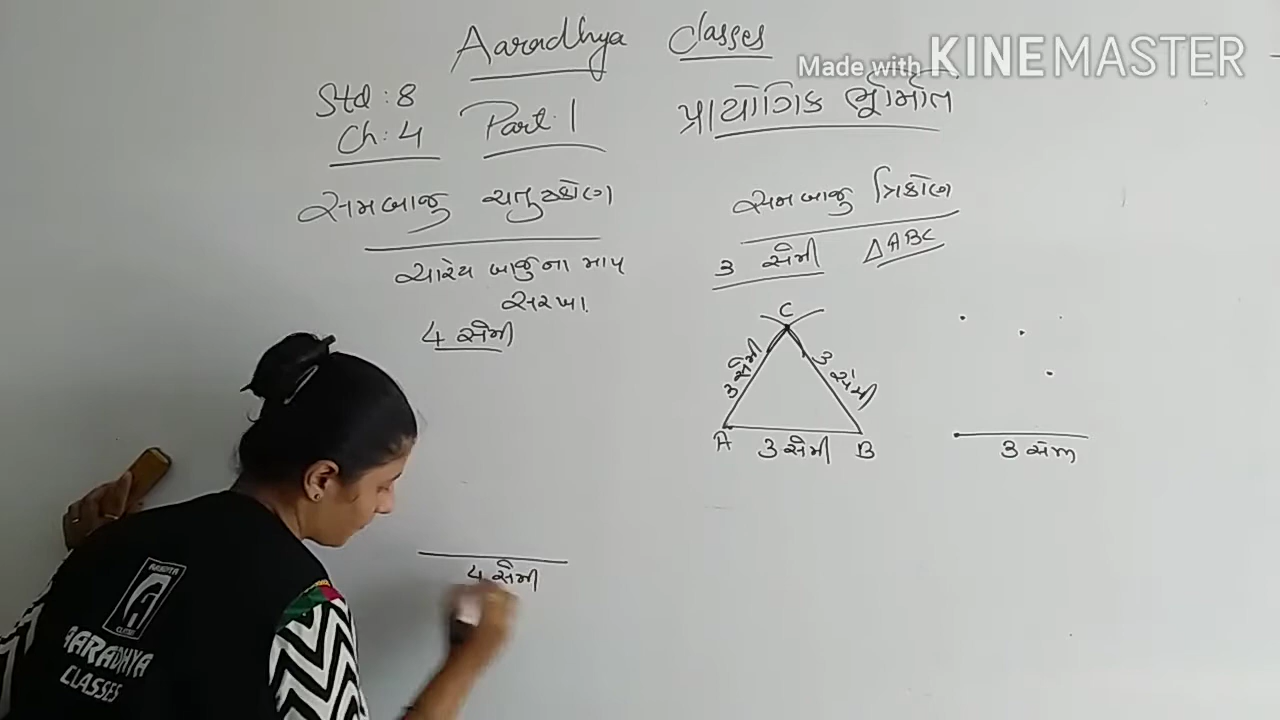 Aaradhya Classes
Made with KINEMASTER
Std : 8
Ch : 4
Part : 1
પ્રાયોગિક ભૂમિતિ
સમબાજુ ચતુષ્કોણ
ચારેય બાજુના માપ
સરખા.
4 સેમી
4 સેમી
સમબાજુ ત્રિકોણ
3 સેમી △ABC
C
3 સેમી
3 સેમી
A 3 સેમી B
3 સેમી
AARADHYA
CLASSES